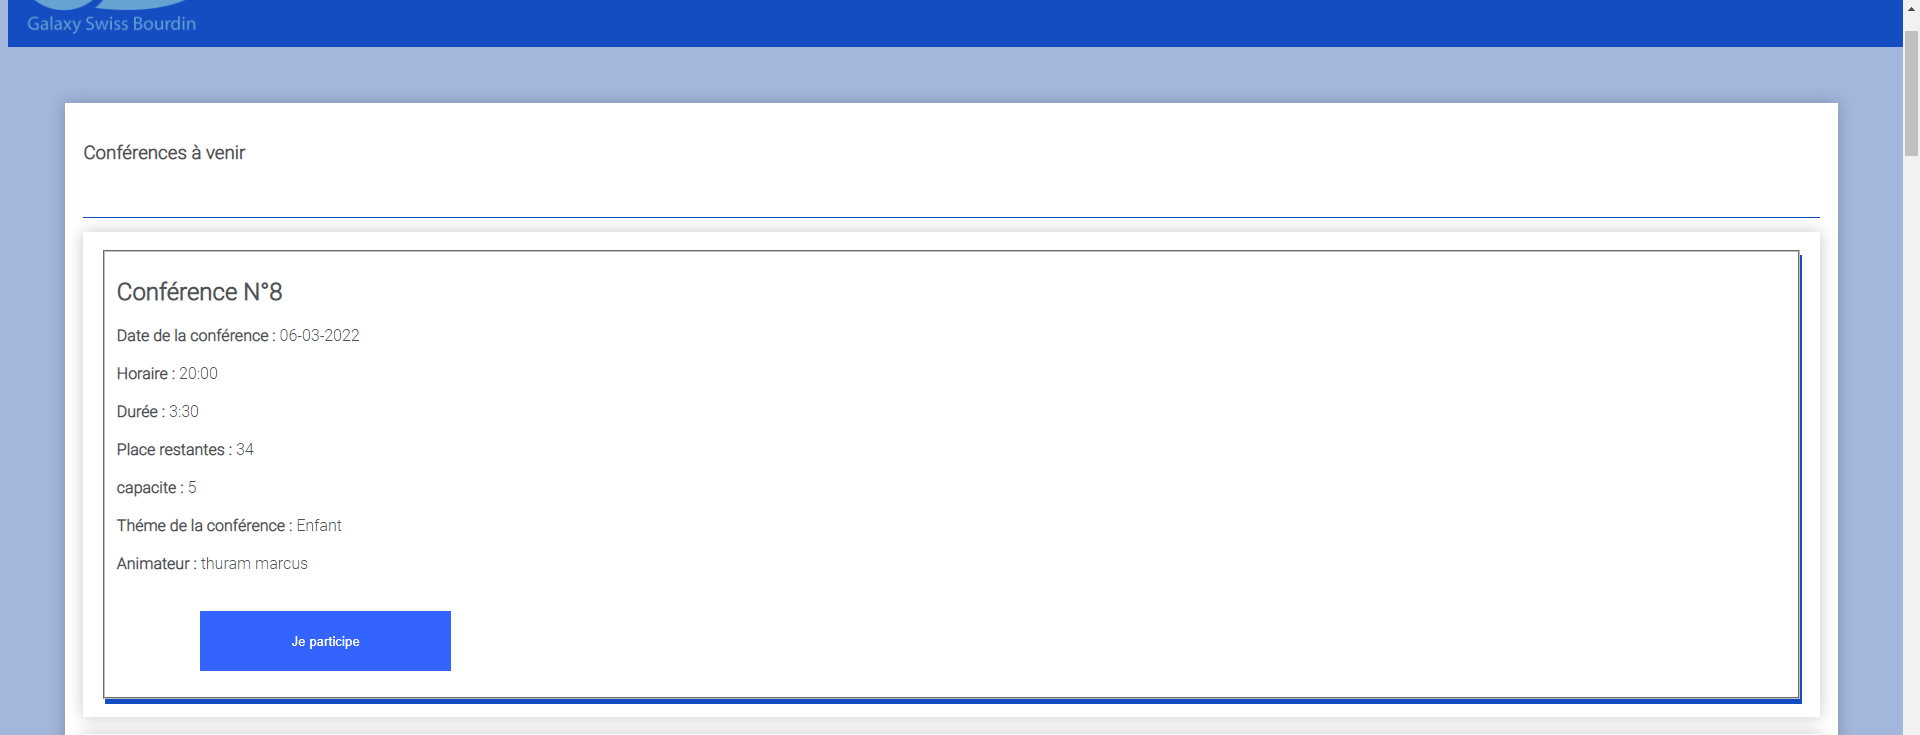 Galaxy Swiss Bourdin
Conférences à venir
Conférence N°8
Date de la conférence : 06-03-2022
Horaire : 20:00
Durée : 3:30
Place restantes : 34
capacite : 5
Théme de la conférence : Enfant
Animateur : thuram marcus
Je participe